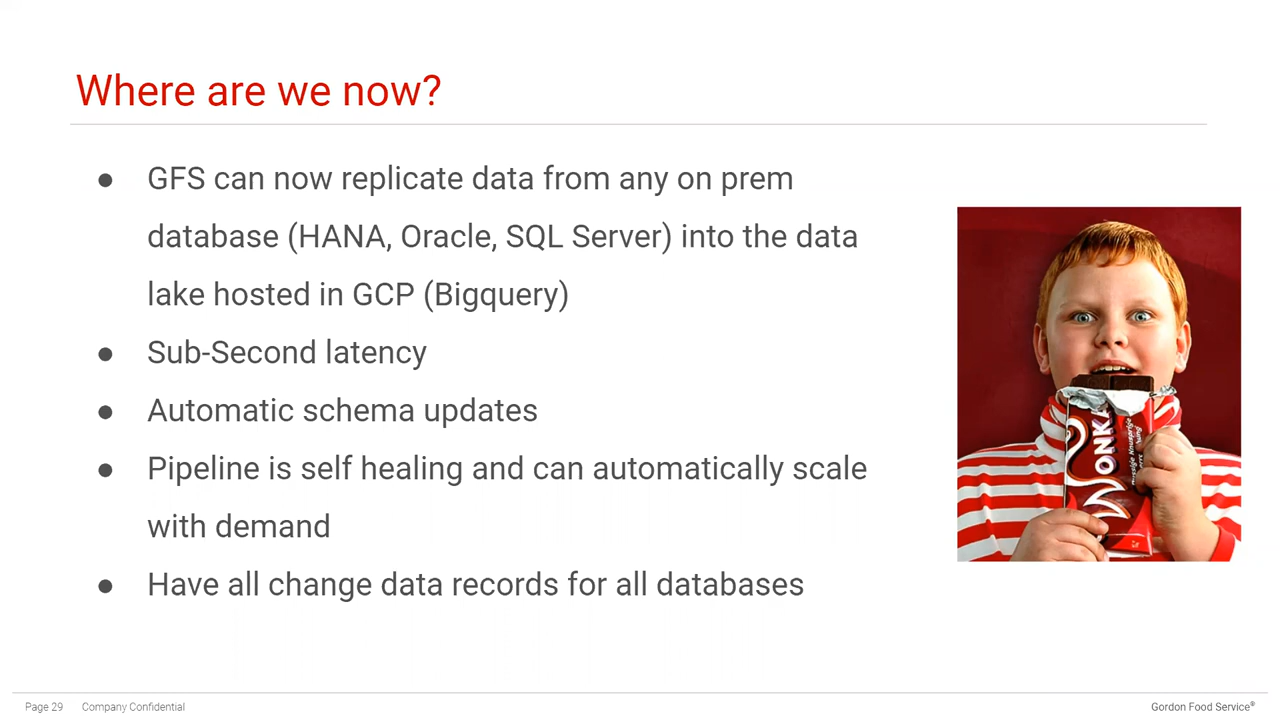 Where are we now?
● GFS can now replicate data from any on prem
database (HANA, Oracle, SQL Server) into the data
lake hosted in GCP (Bigquery)
● Sub-Second latency
● Automatic schema updates
● Pipeline is self healing and can automatically scale
with demand
● Have all change data records for all databases
WONKA
Page 29 Company Confidential
Gordon Food Service®